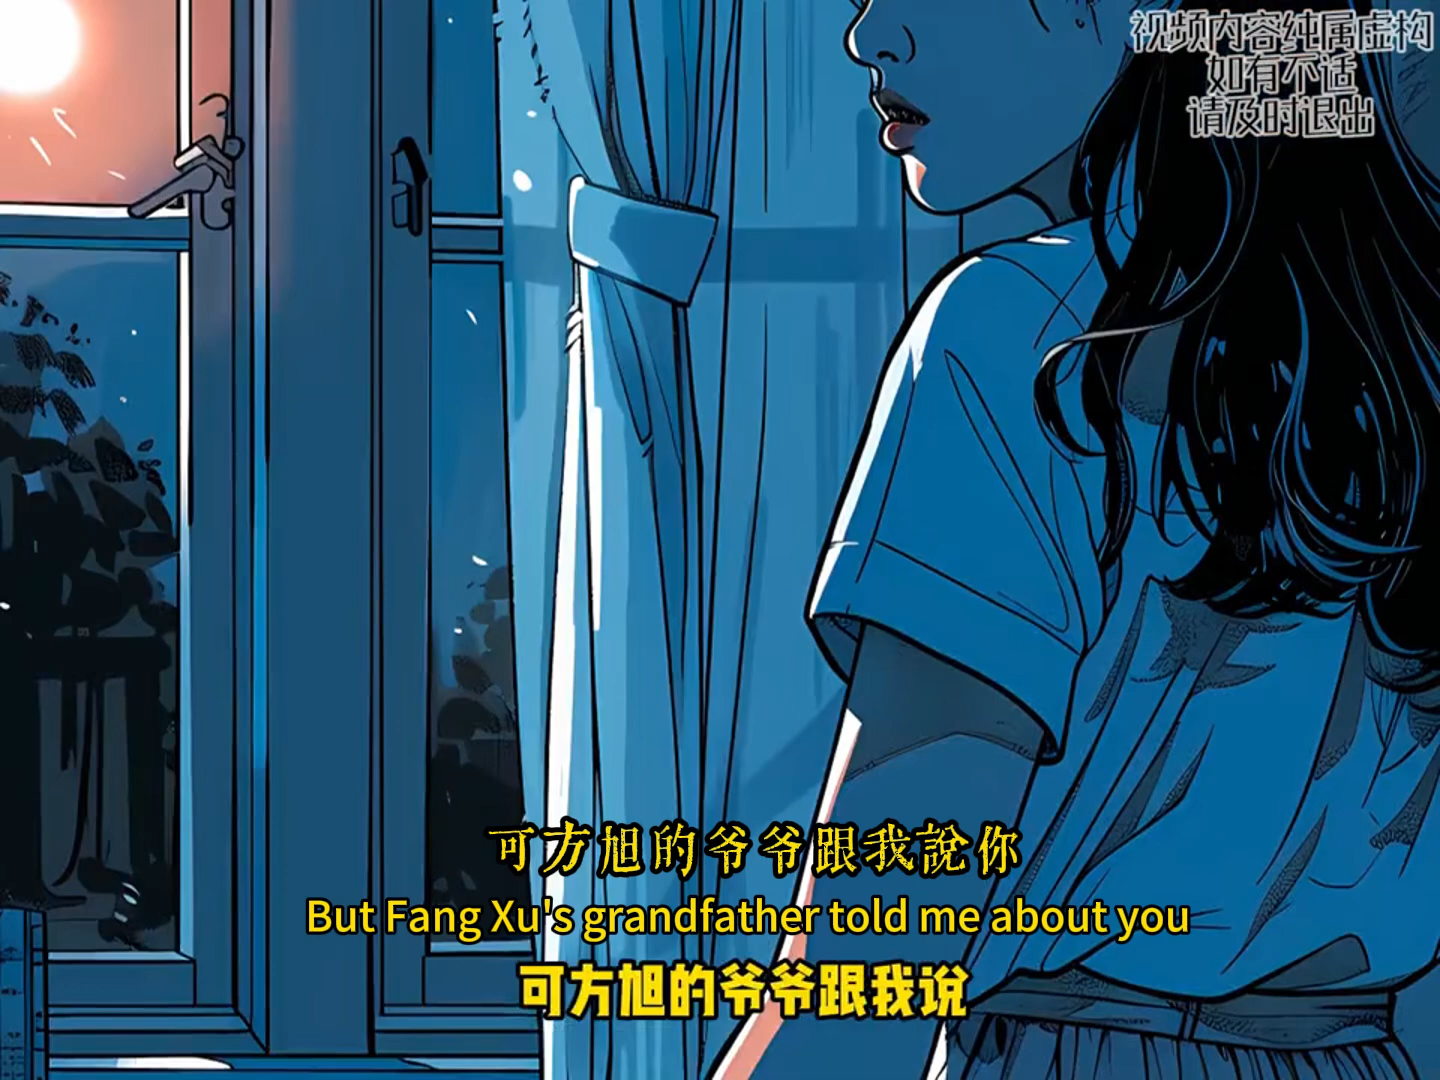 视频内容纯属虚构
如有不适
请及时退出
可方旭的爷爷跟我說你
But Fang Xu's grandfather told me about you
可方旭的爷爷跟我说